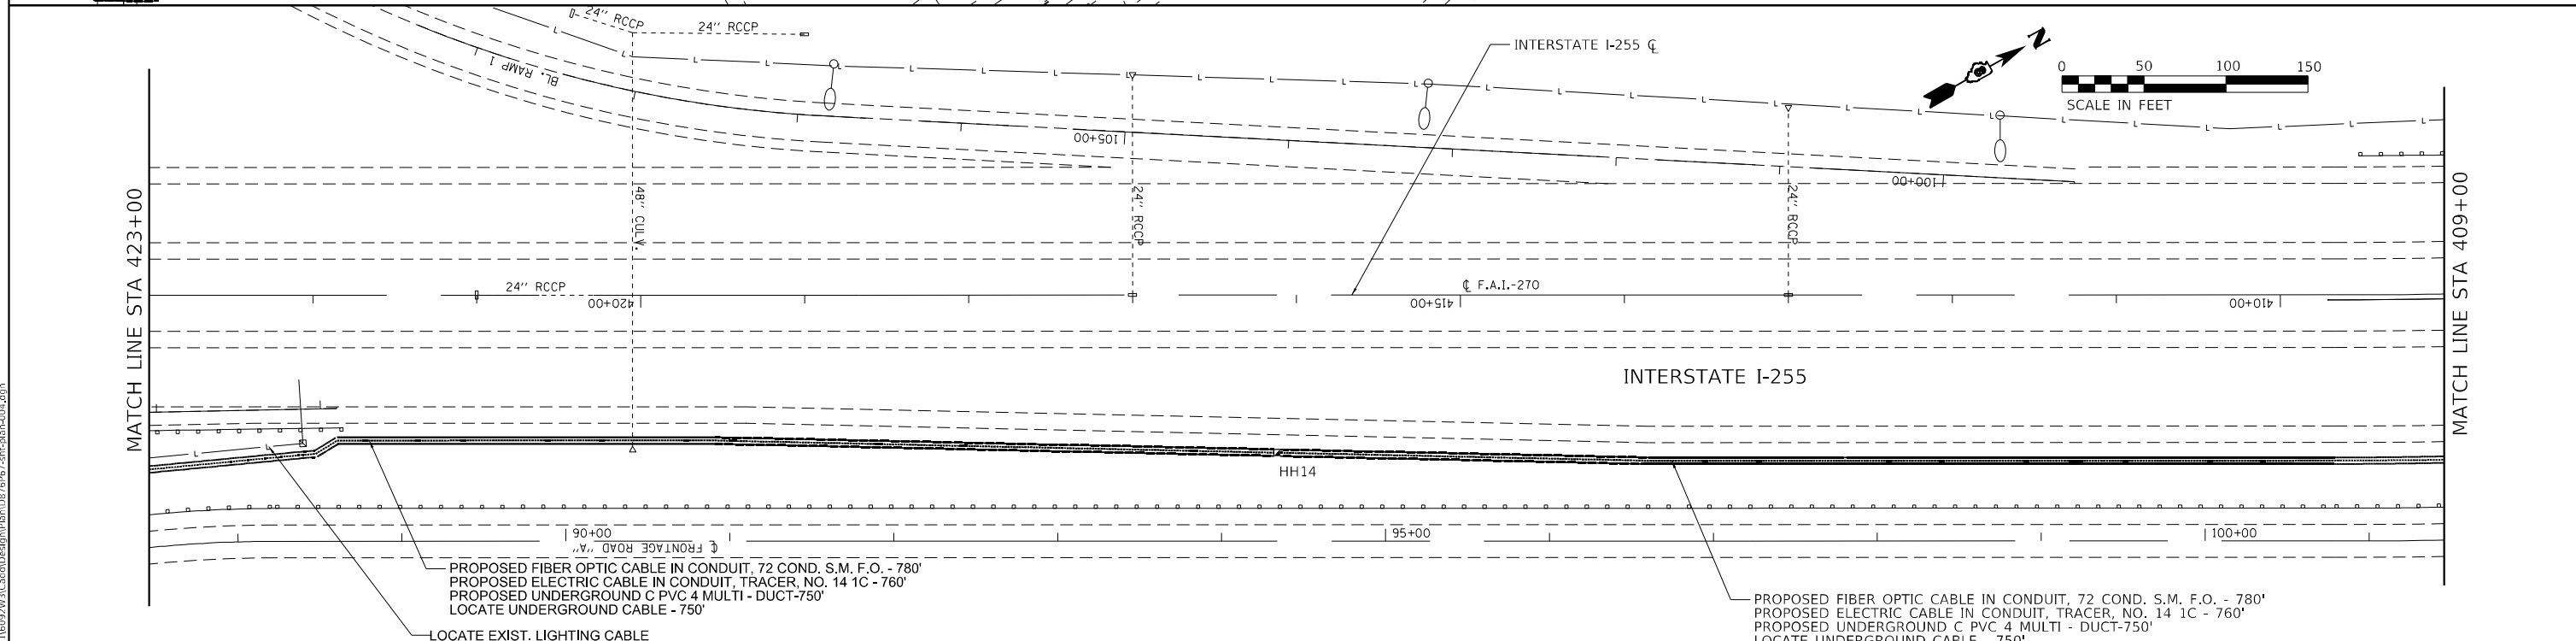 24'' RCCP
24'' RCCP
INTERSTATE I-255 ℄
N
0 50 100 150
SCALE IN FEET
BL. RAMP 1
105+00
100+00
MATCH LINE STA 423+00
48'' CULV.
24'' RCCP
24'' RCCP
MATCH LINE STA 409+00
24'' RCCP
420+00
℄ F.A.I.-270
415+00
410+00
INTERSTATE I-255
L
HH14
90+00
95+00
100+00
℄ FRONTAGE ROAD "A"
PROPOSED FIBER OPTIC CABLE IN CONDUIT, 72 COND. S.M. F.O. - 780'
PROPOSED ELECTRIC CABLE IN CONDUIT, TRACER, NO. 14 1C - 760'
PROPOSED UNDERGROUND C PVC 4 MULTI - DUCT-750'
LOCATE UNDERGROUND CABLE - 750'
LOCATE EXIST. LIGHTING CABLE
PROPOSED FIBER OPTIC CABLE IN CONDUIT, 72 COND. S.M. F.O. - 780'
PROPOSED ELECTRIC CABLE IN CONDUIT, TRACER, NO. 14 1C - 760'
PROPOSED UNDERGROUND C PVC 4 MULTI - DUCT-750'
LOCATE UNDERGROUND CABLE - 750'